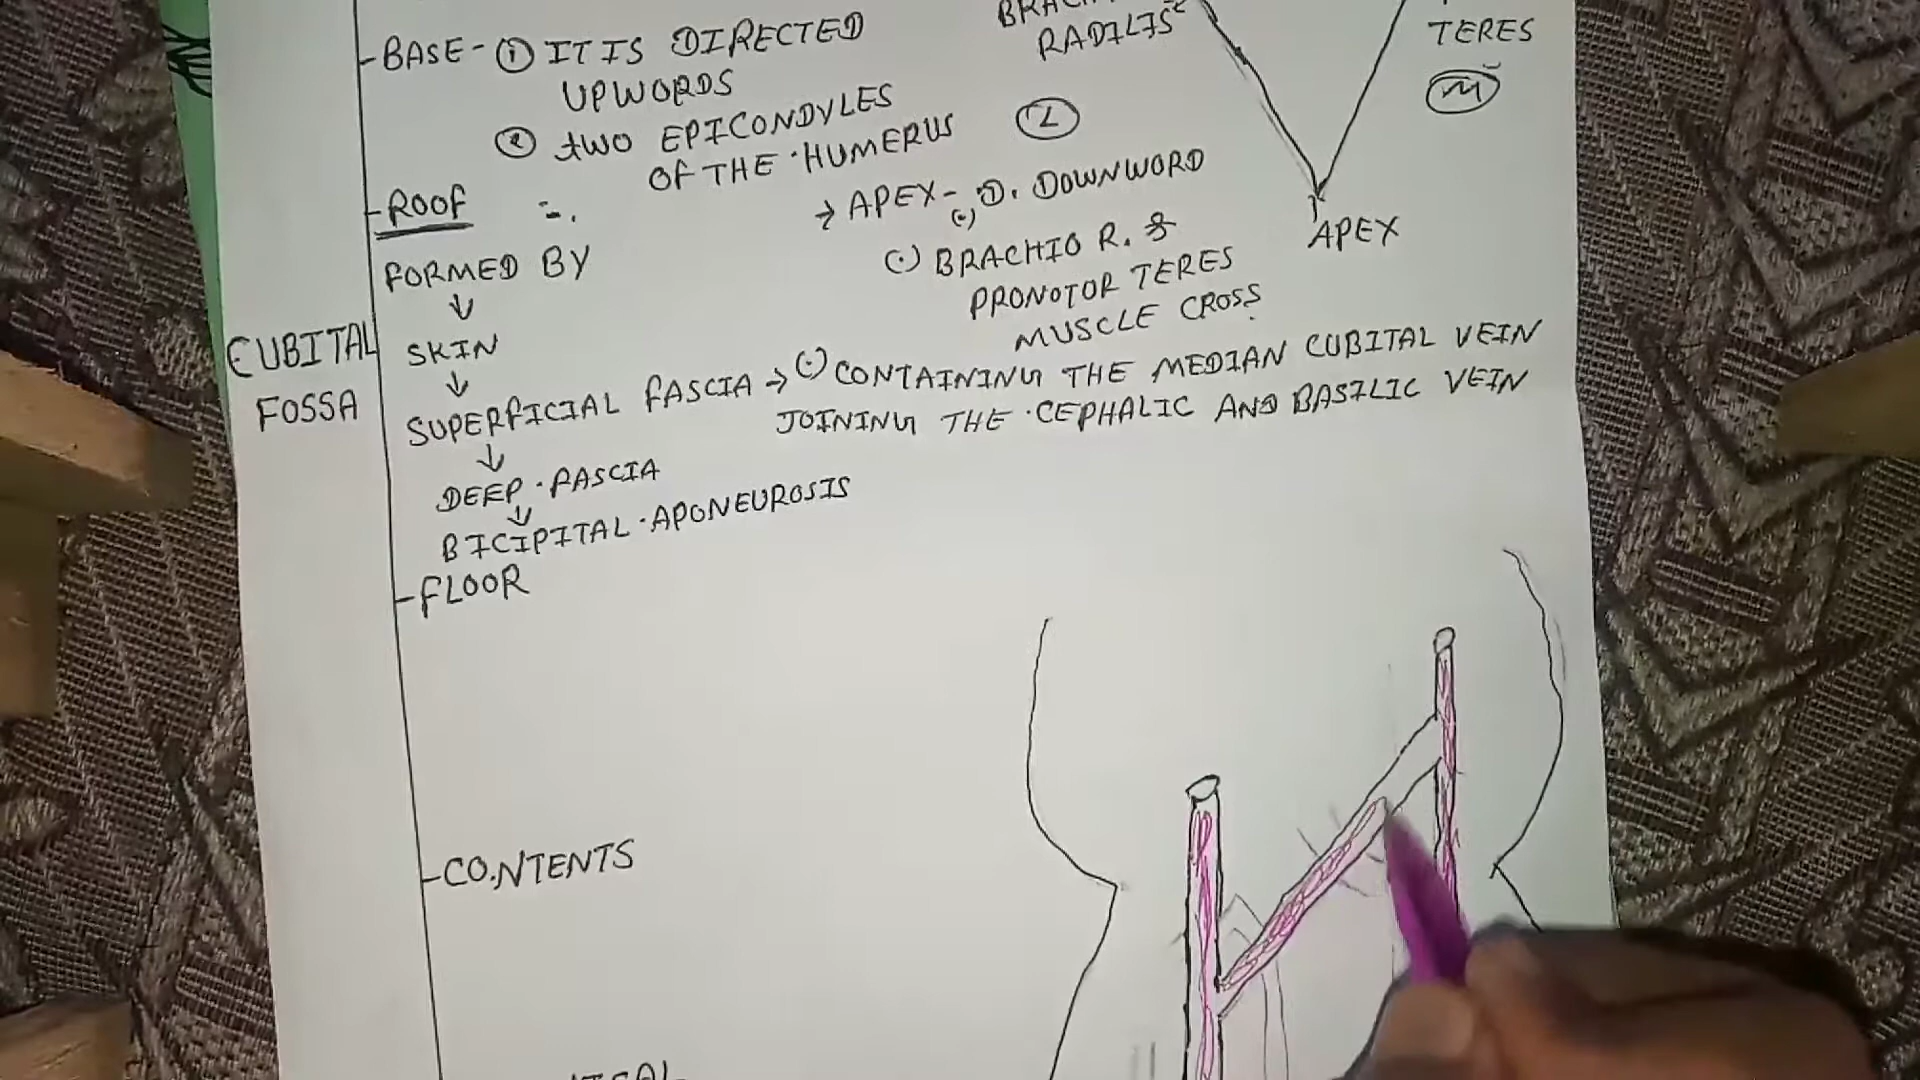 BASE - ① IT IS DIRECTED
UPWORDS
② TWO EPICONDYLES
OF THE HUMERUS
TERES
M
L
ROOF :-
FORMED BY
↓
SKIN
↓
SUPERFICIAL FASCIA → (·) CONTAINING THE MEDIAN CUBITAL VEIN
JOINING THE CEPHALIC AND BASILIC VEIN
↓
DEEP FASCIA
↓
BICIPITAL APONEUROSIS
→ APEX - (·) D. DOWNWORD
(·) BRACHIO R. &
PRONOTOR TERES
MUSCLE CROSS
APEX
CUBITAL
FOSSA
FLOOR
CONTENTS